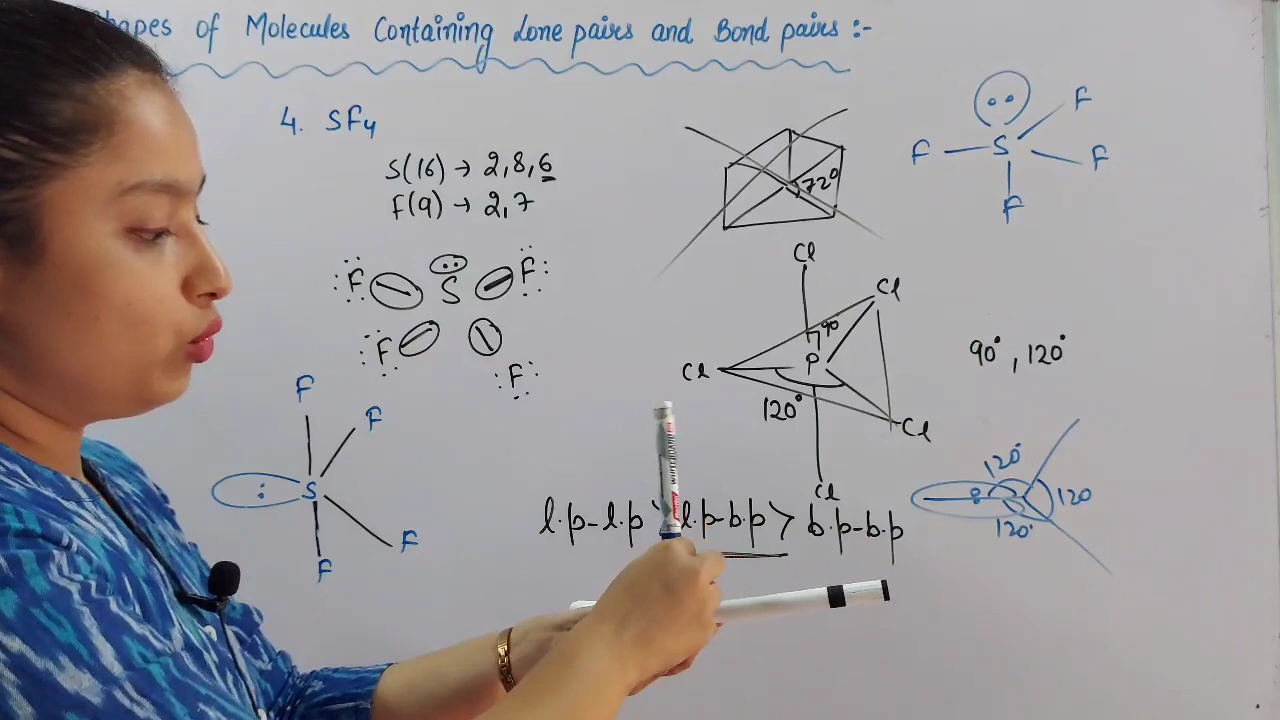 hapes of Molecules Containing Lone pairs and Bond pairs :-
4. SF4
S(16) → 2,8,6
F(9) → 2,7
F S F
F F
F
F
S
F
F
72°
Cl
Cl
90
P
Cl
120°
Cl
Cl
l.p-l.p > l.p-b.p > b.p-b.p
F
F S F
F
90°, 120°
120°
120
120°